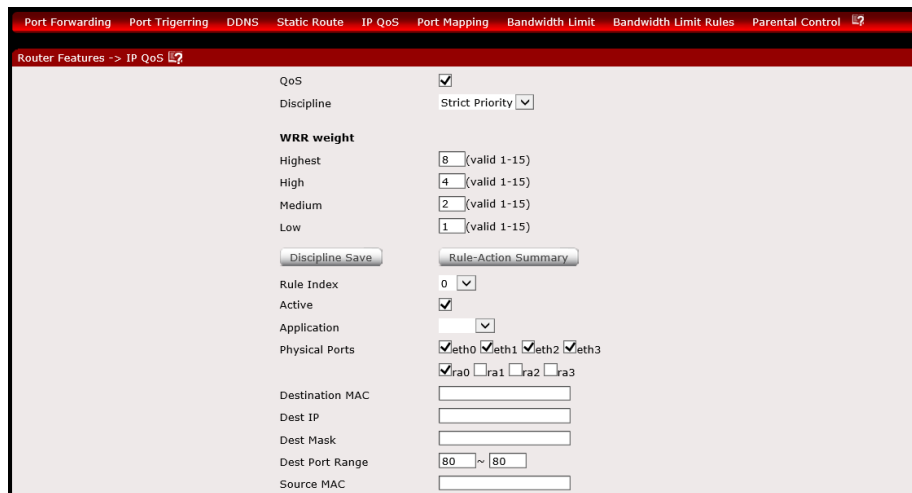 Port Forwarding Port Trigerring DDNS Static Route IP QoS Port Mapping Bandwidth Limit Bandwidth Limit Rules Parental Control
Router Features -> IP QoS
QoS
Discipline Strict Priority
WRR weight
Highest 8 (valid 1-15)
High 4 (valid 1-15)
Medium 2 (valid 1-15)
Low 1 (valid 1-15)
Discipline Save Rule-Action Summary
Rule Index 0
Active
Application
Physical Ports eth0 eth1 eth2 eth3
ra0 ra1 ra2 ra3
Destination MAC
Dest IP
Dest Mask
Dest Port Range 80 ~ 80
Source MAC